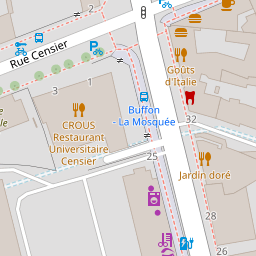 Rue Censier
Goûts
d'Italie
3
1
Buffon
- La Mosquée
32
CROUS
Restaurant
Universitaire
Censier
25
Jardin doré
28
26